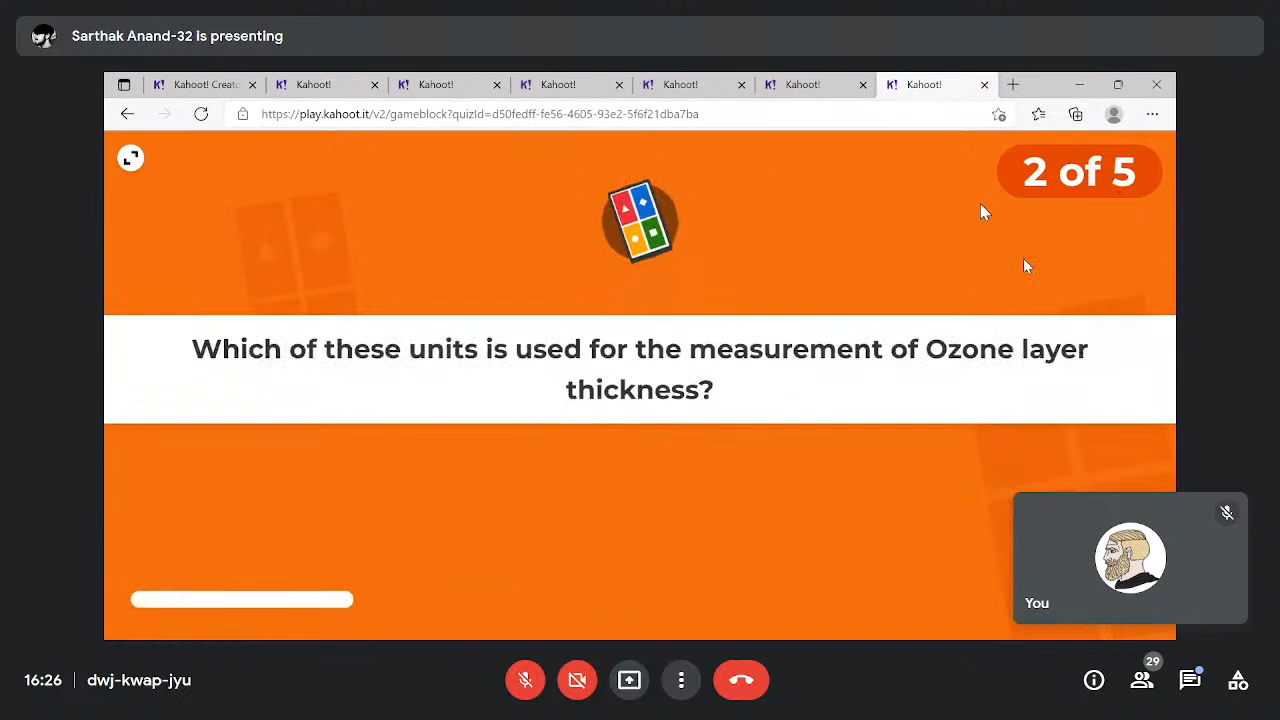 Sarthak Anand-32 is presenting
K! Kahoot! Create
K! Kahoot!
K! Kahoot!
K! Kahoot!
K! Kahoot!
K! Kahoot!
K! Kahoot!
https://play.kahoot.it/v2/gameblock?quizId=d50fedff-fe56-4605-93e2-5f6f21dba7ba
2 of 5
Which of these units is used for the measurement of Ozone layer
thickness?
You
29
16:26 | dwj-kwap-jyu